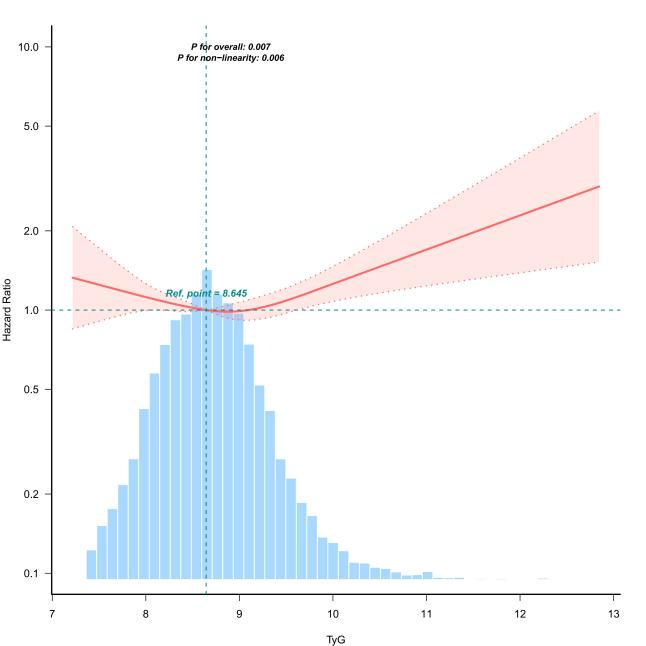 P for overall: 0.007
P for non−linearity: 0.006
10.0
5.0
2.0
Ref. point = 8.645
1.0
0.5
0.2
0.1
Hazard Ratio
7 8 9 10 11 12 13
TyG